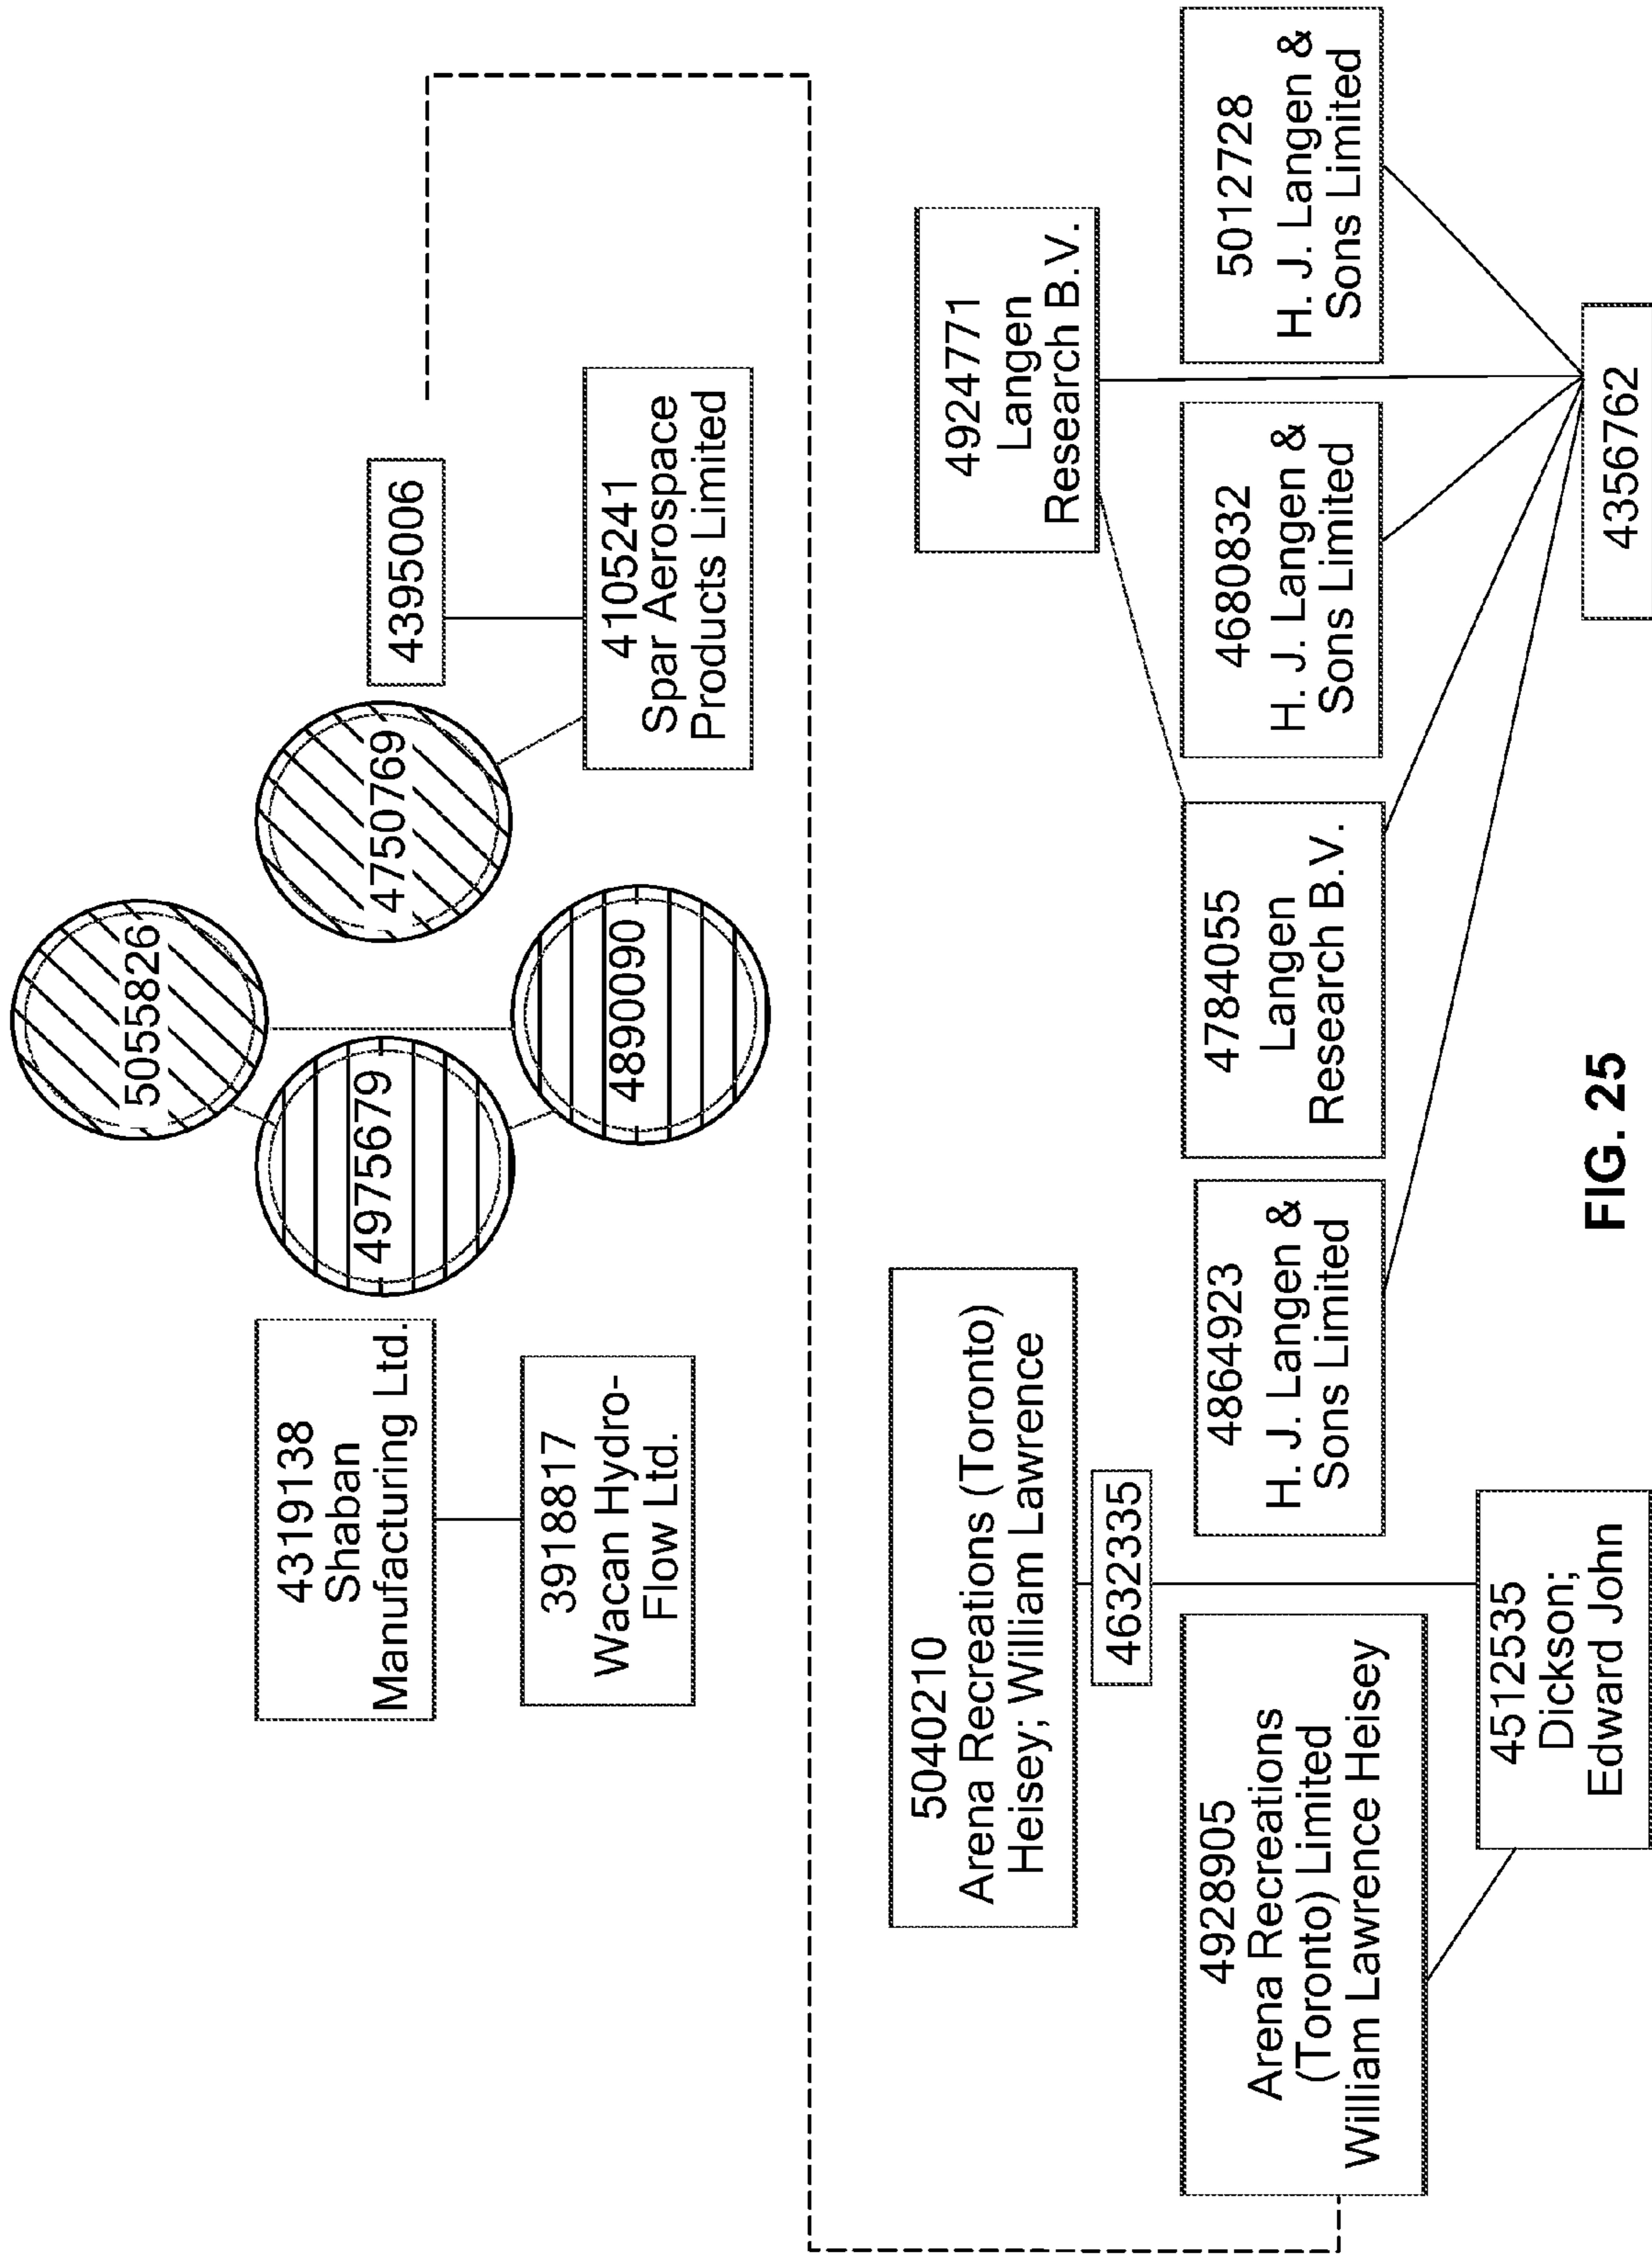 5055826
4319138
Shaban
Manufacturing Ltd.
4975679
4750769
4395006
3918817
Wacan Hydro-
Flow Ltd.
4890090
4105241
Spar Aerospace
Products Limited
5040210
Arena Recreations (Toronto)
Heisey; William Lawrence
4924771
Langen
Research B.V.
4632335
4928905
Arena Recreations
(Toronto) Limited
William Lawrence Heisey
4864923
H. J. Langen &
Sons Limited
4784055
Langen
Research B.V.
4680832
H. J. Langen &
Sons Limited
5012728
H. J. Langen &
Sons Limited
4512535
Dickson;
Edward John
4356762
FIG. 25